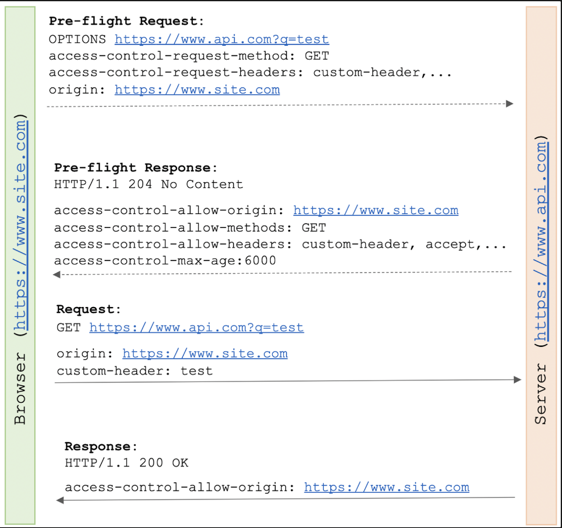 Pre-flight Request:
OPTIONS https://www.api.com?q=test
access-control-request-method: GET
access-control-request-headers: custom-header,...
origin: https://www.site.com
Pre-flight Response:
HTTP/1.1 204 No Content
access-control-allow-origin: https://www.site.com
access-control-allow-methods: GET
access-control-allow-headers: custom-header, accept,...
access-control-max-age:6000
Request:
GET https://www.api.com?q=test
origin: https://www.site.com
custom-header: test
Response:
HTTP/1.1 200 OK
access-control-allow-origin: https://www.site.com
Browser (https://www.site.com)
Server (https://www.api.com)